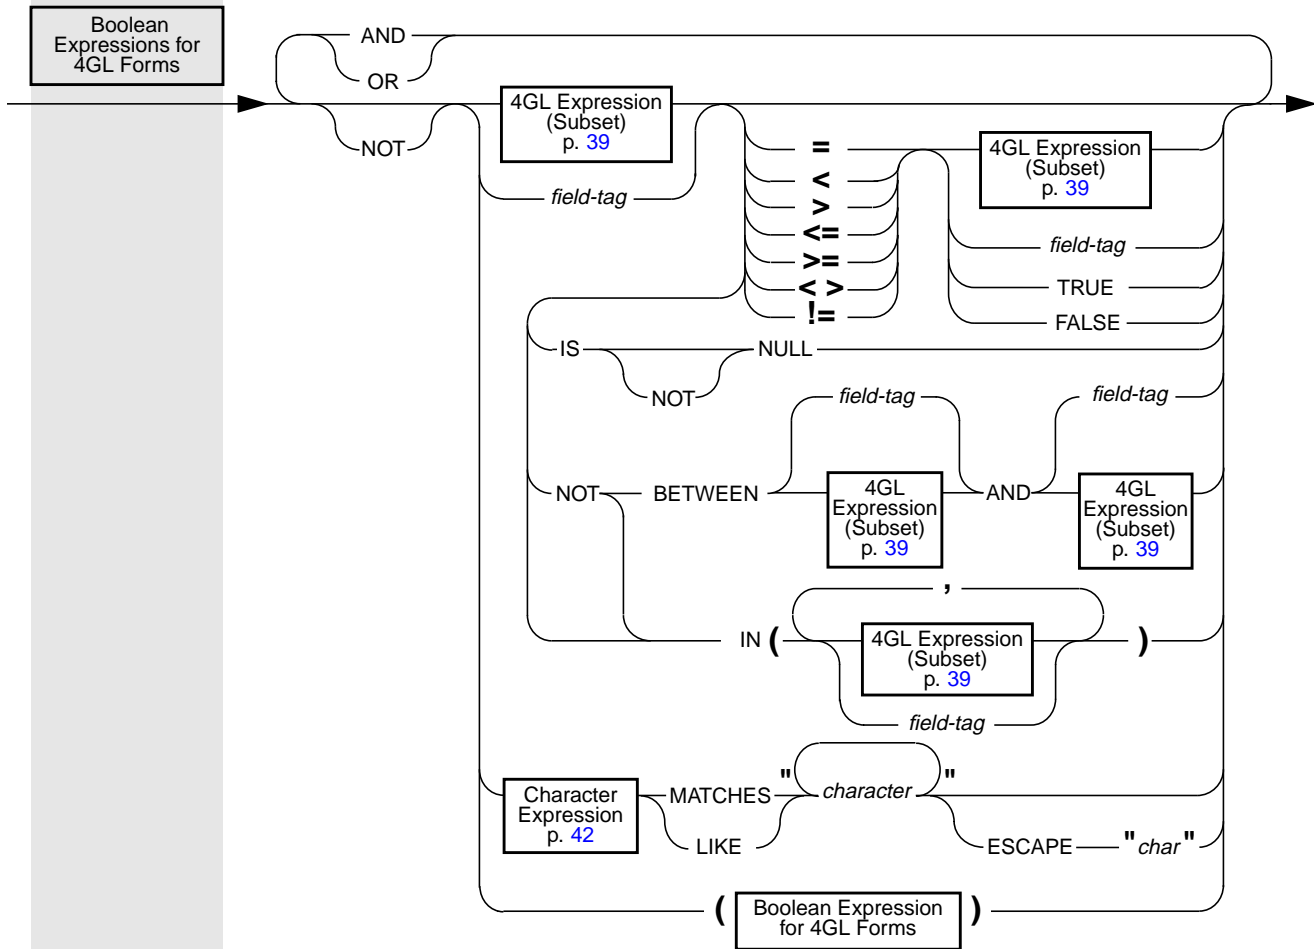 Boolean
Expressions for
4GL Forms
AND
OR
NOT
4GL Expression
(Subset)
p. 39
field-tag
=
<
>
<=
>=
< >
!=
4GL Expression
(Subset)
p. 39
field-tag
TRUE
FALSE
IS
NOT
NULL
field-tag
field-tag
NOT
BETWEEN
4GL
Expression
(Subset)
p. 39
AND
4GL
Expression
(Subset)
p. 39
,
IN (
4GL Expression
(Subset)
p. 39
)
field-tag
Character
Expression
p. 42
MATCHES
LIKE
" character "
ESCAPE
"char"
(
Boolean Expression
for 4GL Forms
)